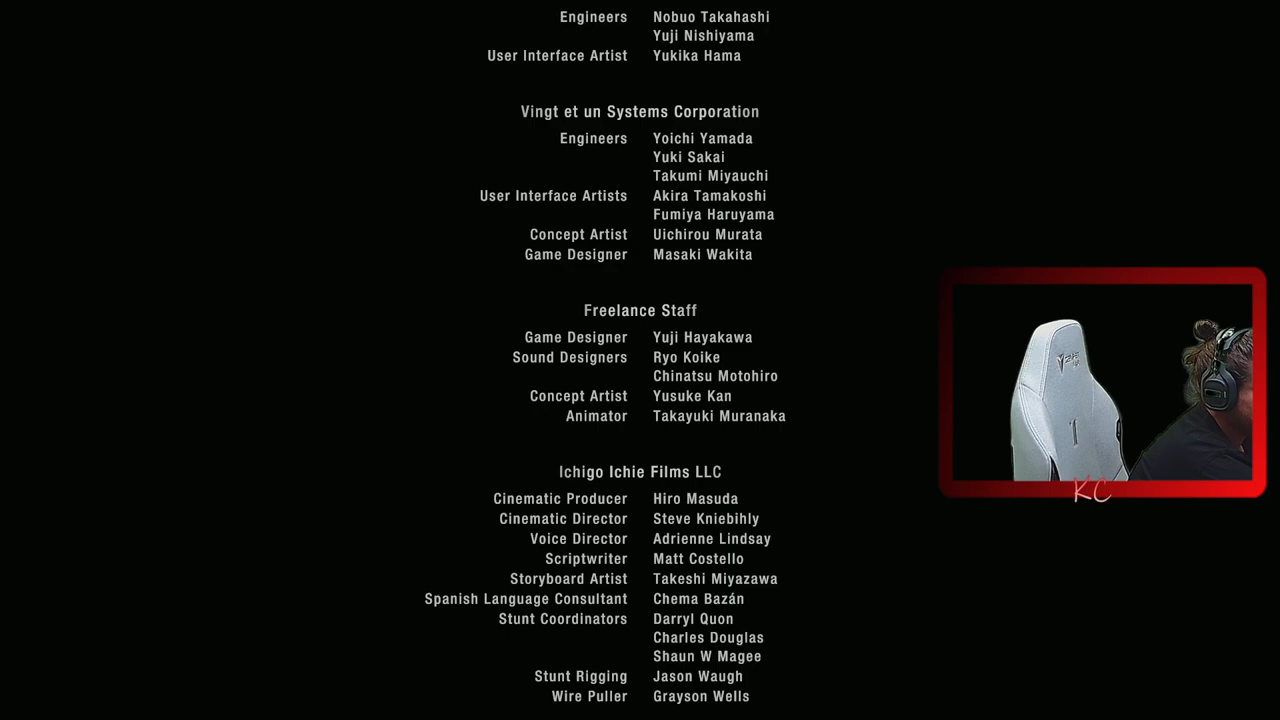 Engineers Nobuo Takahashi
Yuji Nishiyama
User Interface Artist Yukika Hama
Vingt et un Systems Corporation
Engineers Yoichi Yamada
Yuki Sakai
Takumi Miyauchi
User Interface Artists Akira Tamakoshi
Fumiya Haruyama
Concept Artist Uichirou Murata
Game Designer Masaki Wakita
Freelance Staff
Game Designer Yuji Hayakawa
Sound Designers Ryo Koike
Chinatsu Motohiro
Concept Artist Yusuke Kan
Animator Takayuki Muranaka
Ichigo Ichie Films LLC
Cinematic Producer Hiro Masuda
Cinematic Director Steve Kniebihly
Voice Director Adrienne Lindsay
Scriptwriter Matt Costello
Storyboard Artist Takeshi Miyazawa
Spanish Language Consultant Chema Bazán
Stunt Coordinators Darryl Quon
Charles Douglas
Shaun W Magee
Stunt Rigging Jason Waugh
Wire Puller Grayson Wells
KC